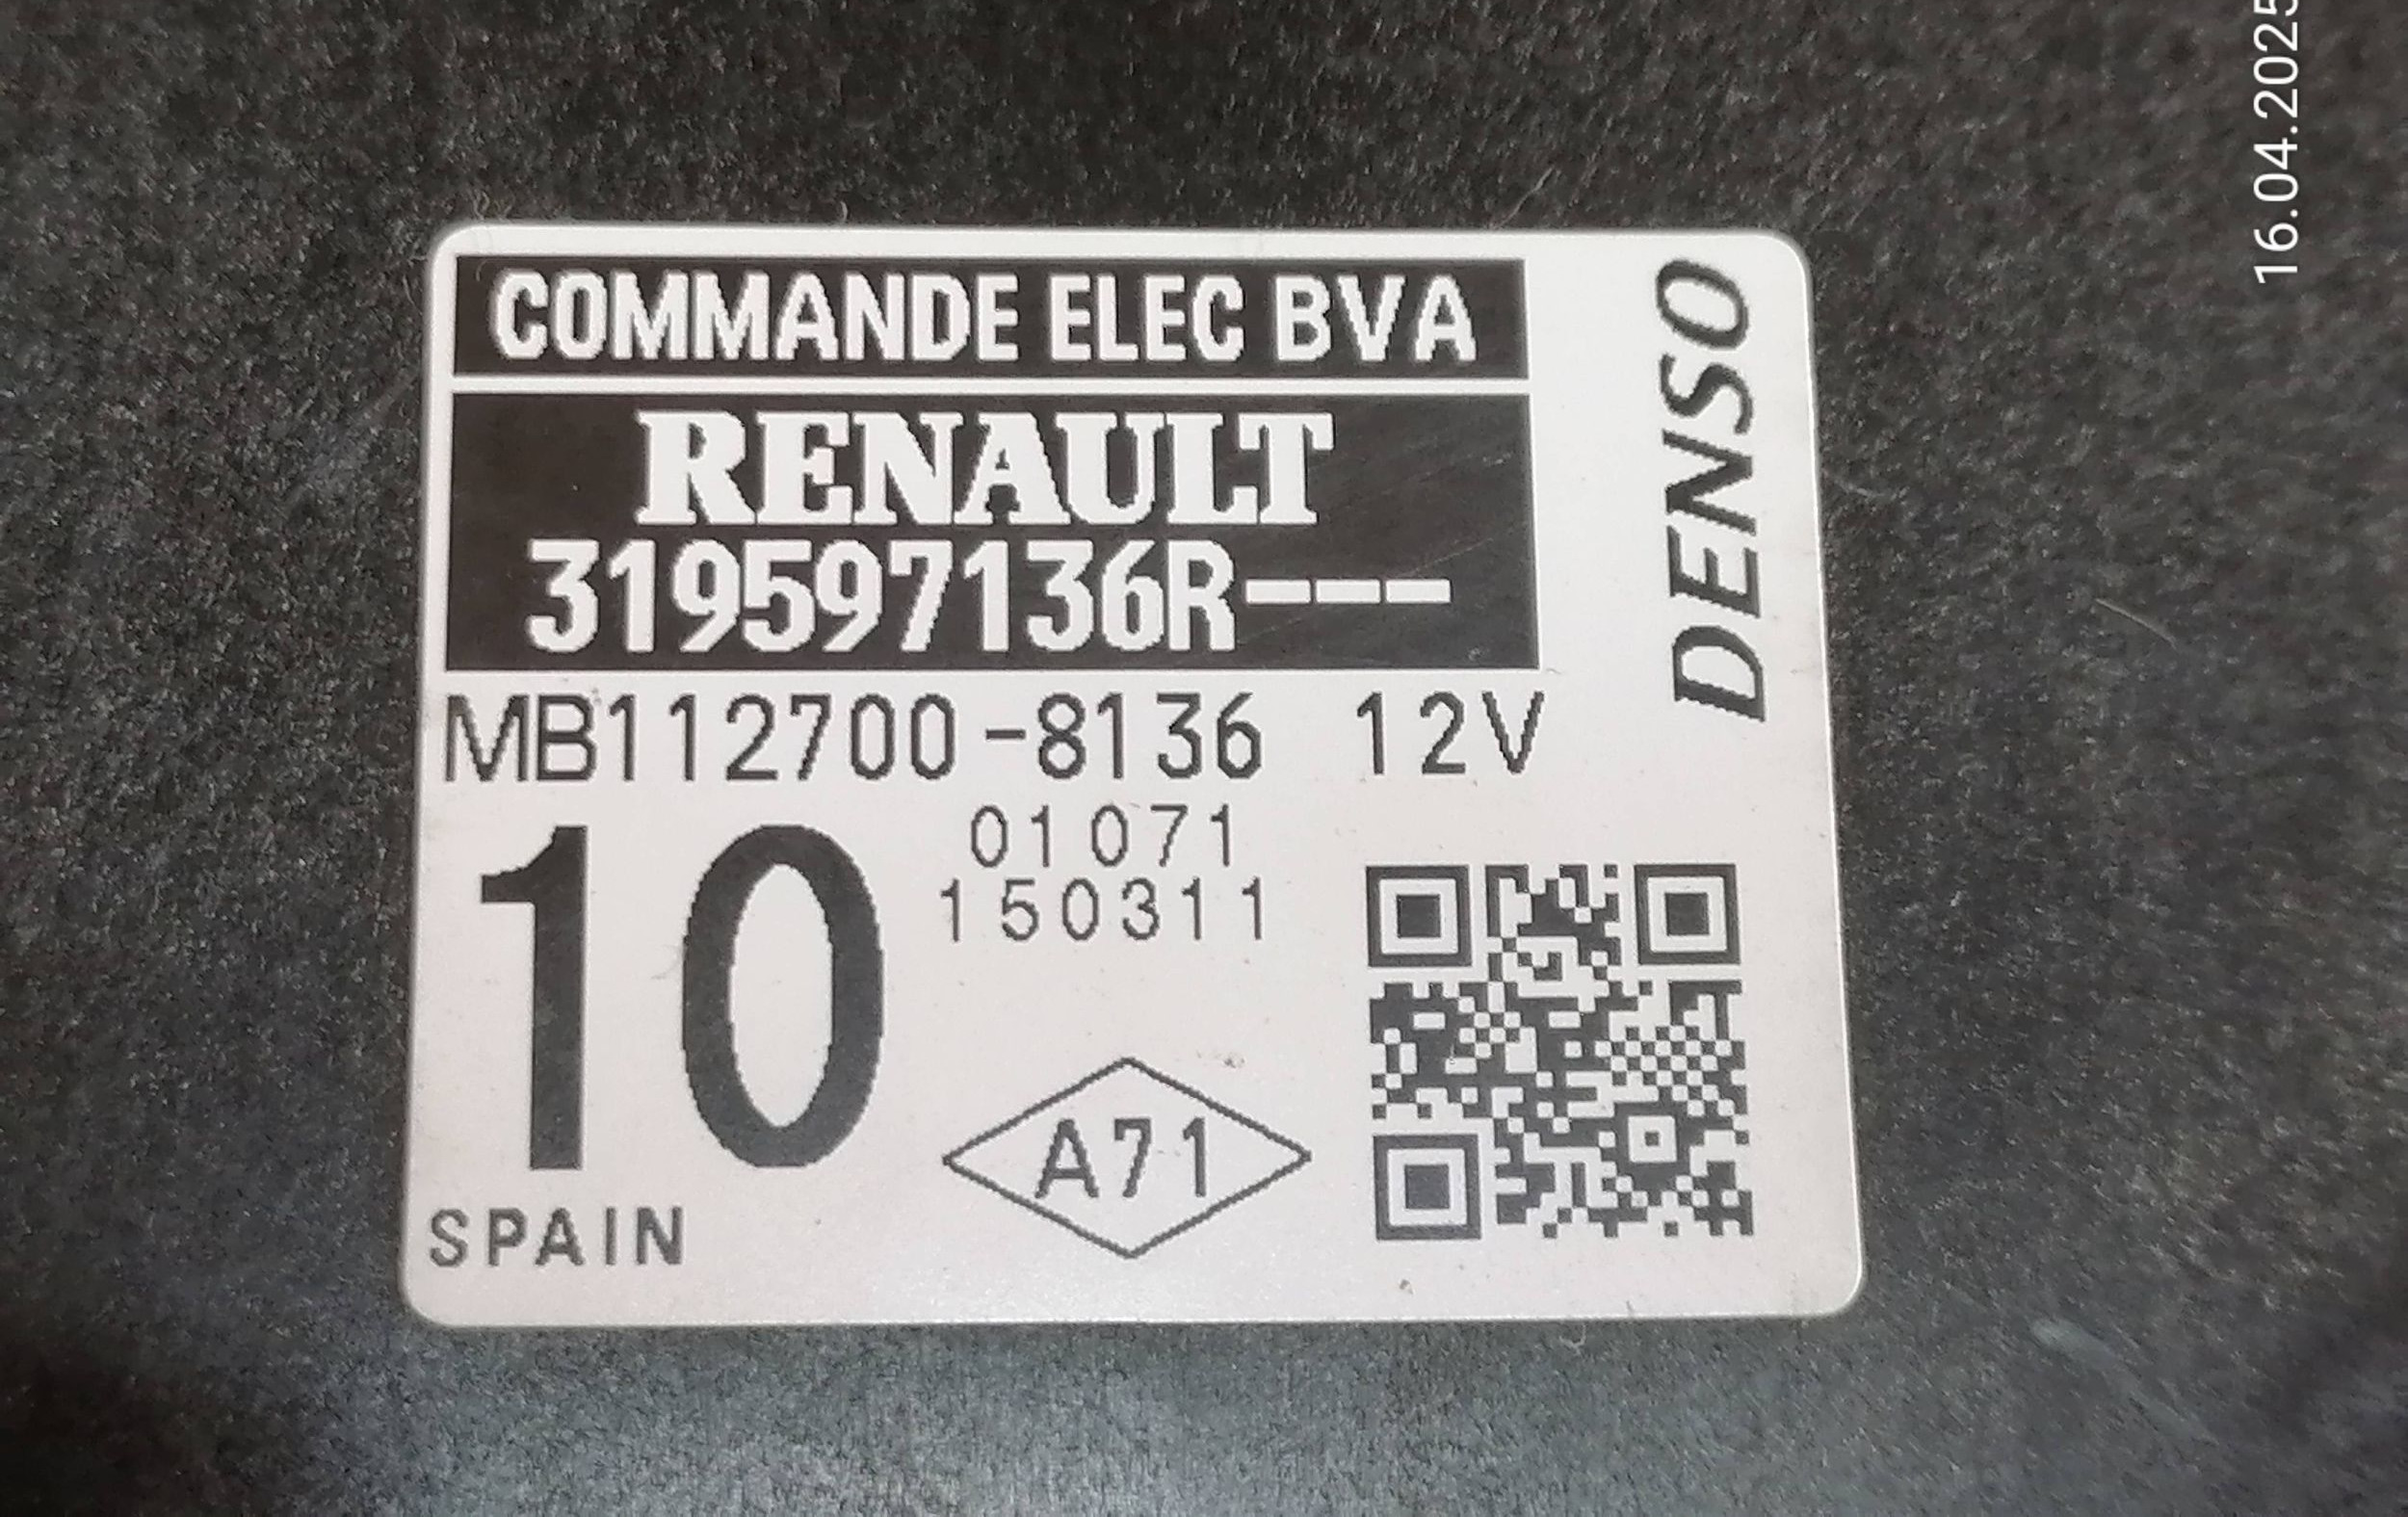 COMMANDE ELEC BVA
RENAULT
319597136R---
DENSO
MB112700-8136 12V
10
01071
150311
A71
SPAIN
16.04.2025